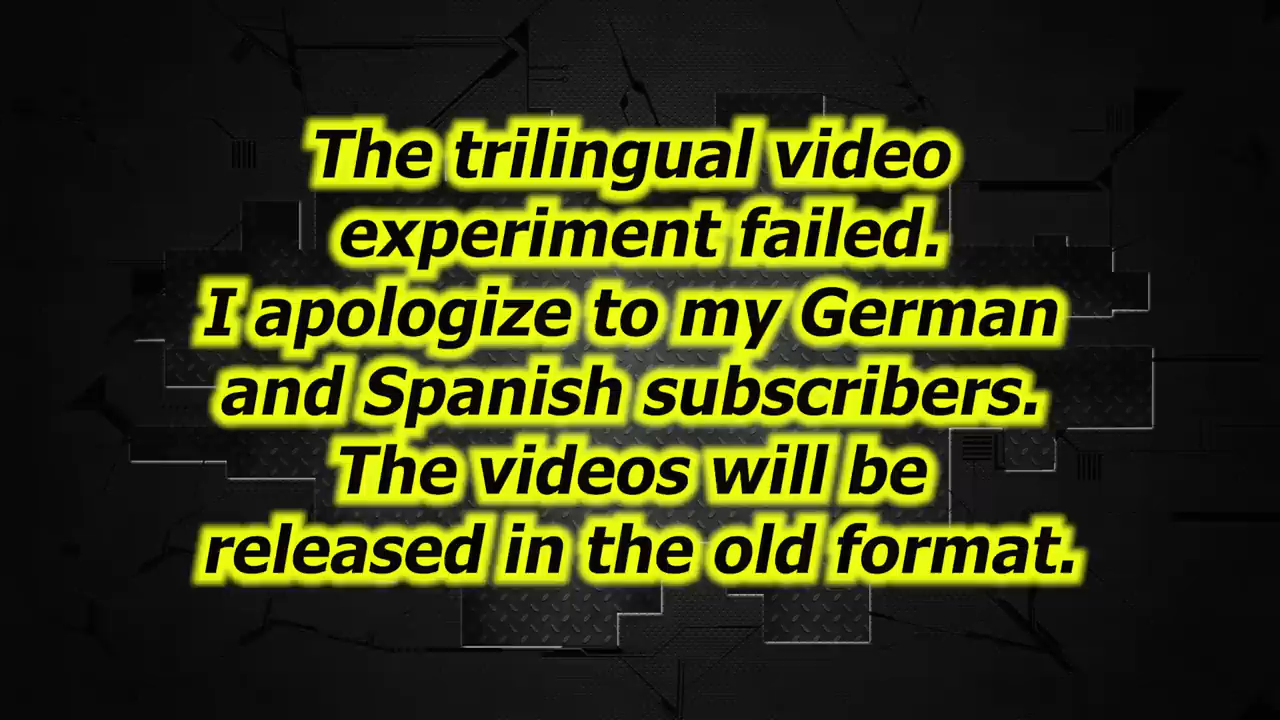 The trilingual video
experiment failed.
I apologize to my German
and Spanish subscribers.
The videos will be
released in the old format.